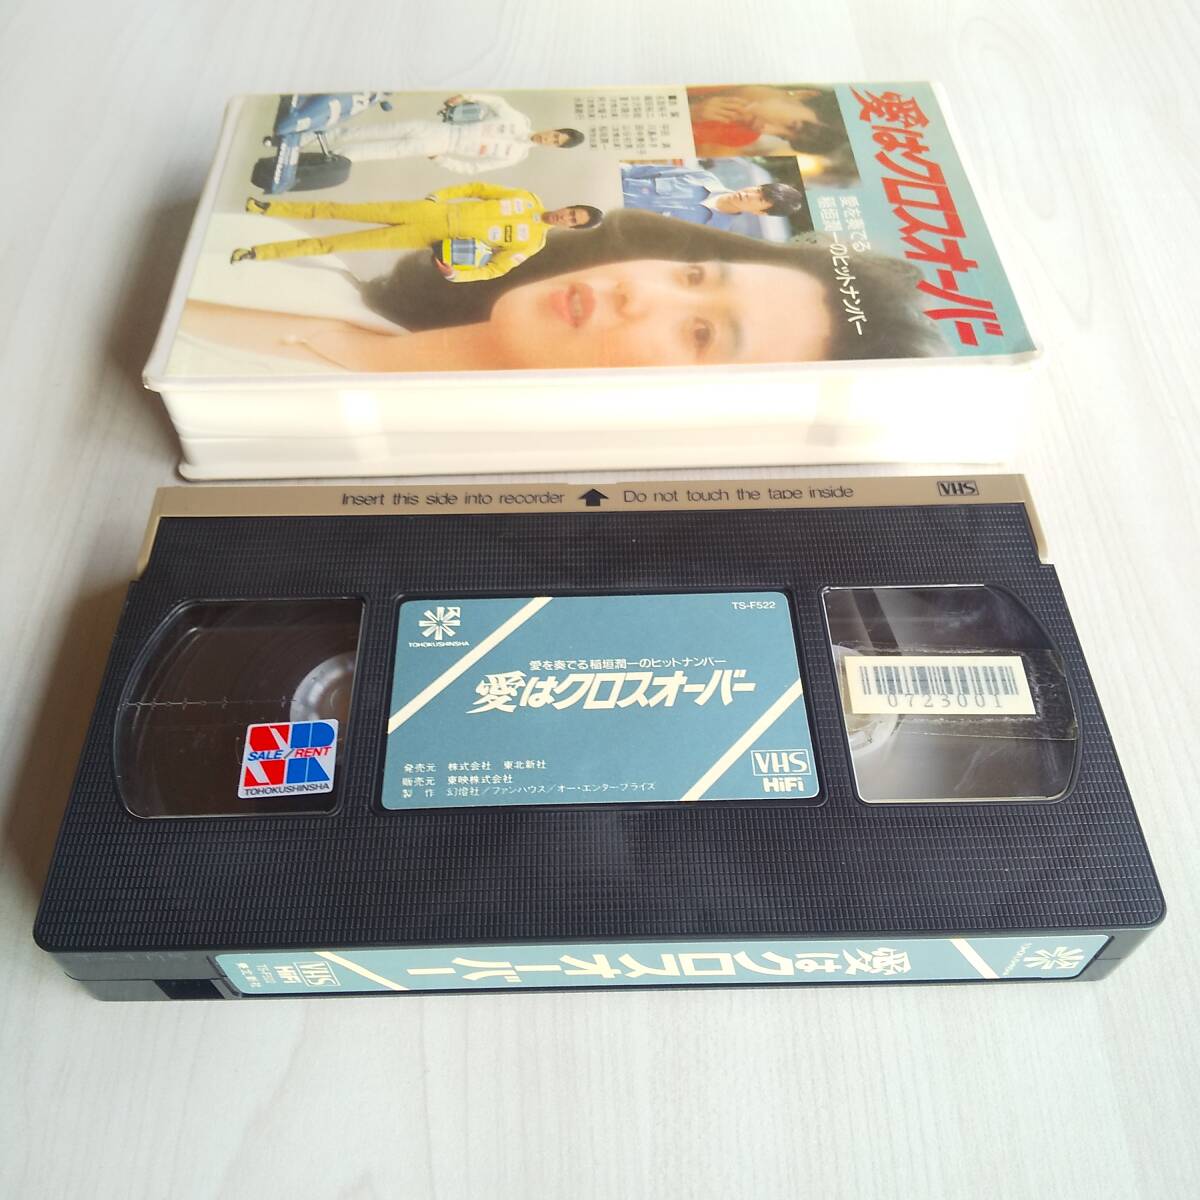 愛はクロスオーバー
愛を奏でる
稲垣潤一のヒットナンバー
Insert this side into recorder
Do not touch the tape inside
VHS
TOHOKUSHINSHA
TS-F522
愛を奏でる稲垣潤一のヒットナンバー
愛はクロスオーバー
発売元 株式会社 東北新社
販売元 東映株式会社
製作 幻燈社/ファンハウス/オー・エンタープライズ
VHS
HiFi
SALE/RENT
TOHOKUSHINSHA
0723001
愛はクロスオーバー
VHS
HiFi
TS-F522
東北新社